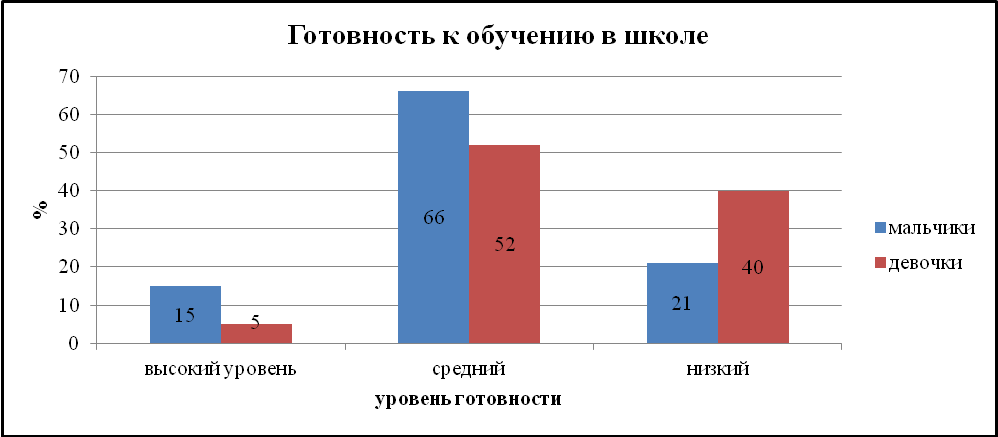 Готовность к обучению в школе
70
60
50
40
30
20
10
0
%
15
5
66
52
21
40
высокий уровень
средний
низкий
уровень готовности
мальчики
девочки